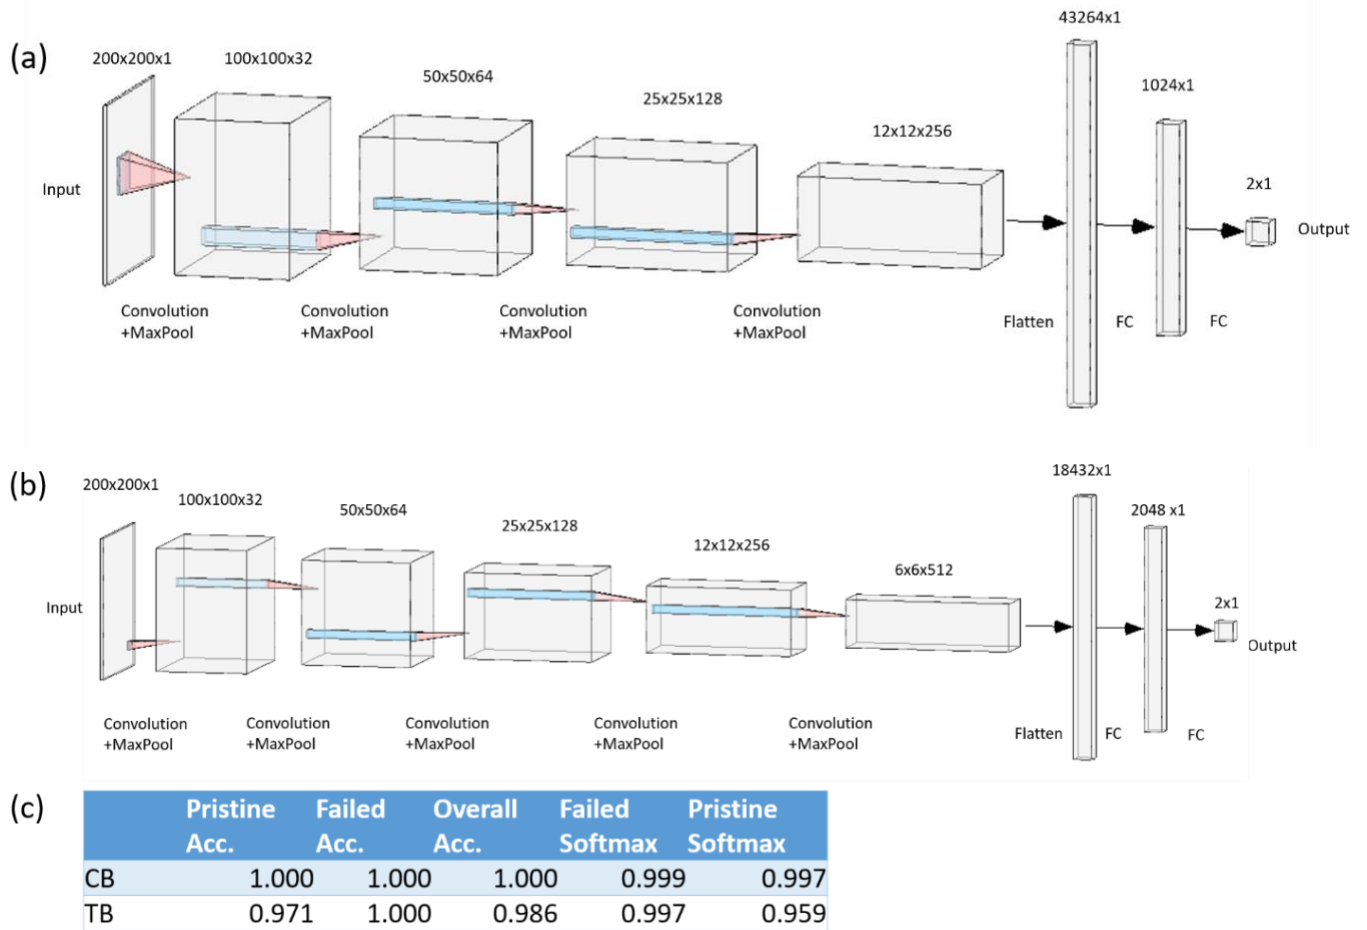 (a)
200x200x1
100x100x32
50x50x64
25x25x128
12x12x256
43264x1
1024x1
2x1
Input
Output
Convolution
+MaxPool
Convolution
+MaxPool
Convolution
+MaxPool
Convolution
+MaxPool
Flatten
FC
FC
(b)
200x200x1
100x100x32
50x50x64
25x25x128
12x12x256
6x6x512
18432x1
2048 x1
2x1
Input
Output
Convolution
+MaxPool
Convolution
+MaxPool
Convolution
+MaxPool
Convolution
+MaxPool
Convolution
+MaxPool
Flatten
FC
FC
(c)
Pristine Acc. Failed Acc. Overall Acc. Failed Softmax Pristine Softmax
CB 1.000 1.000 1.000 0.999 0.997
TB 0.971 1.000 0.986 0.997 0.959